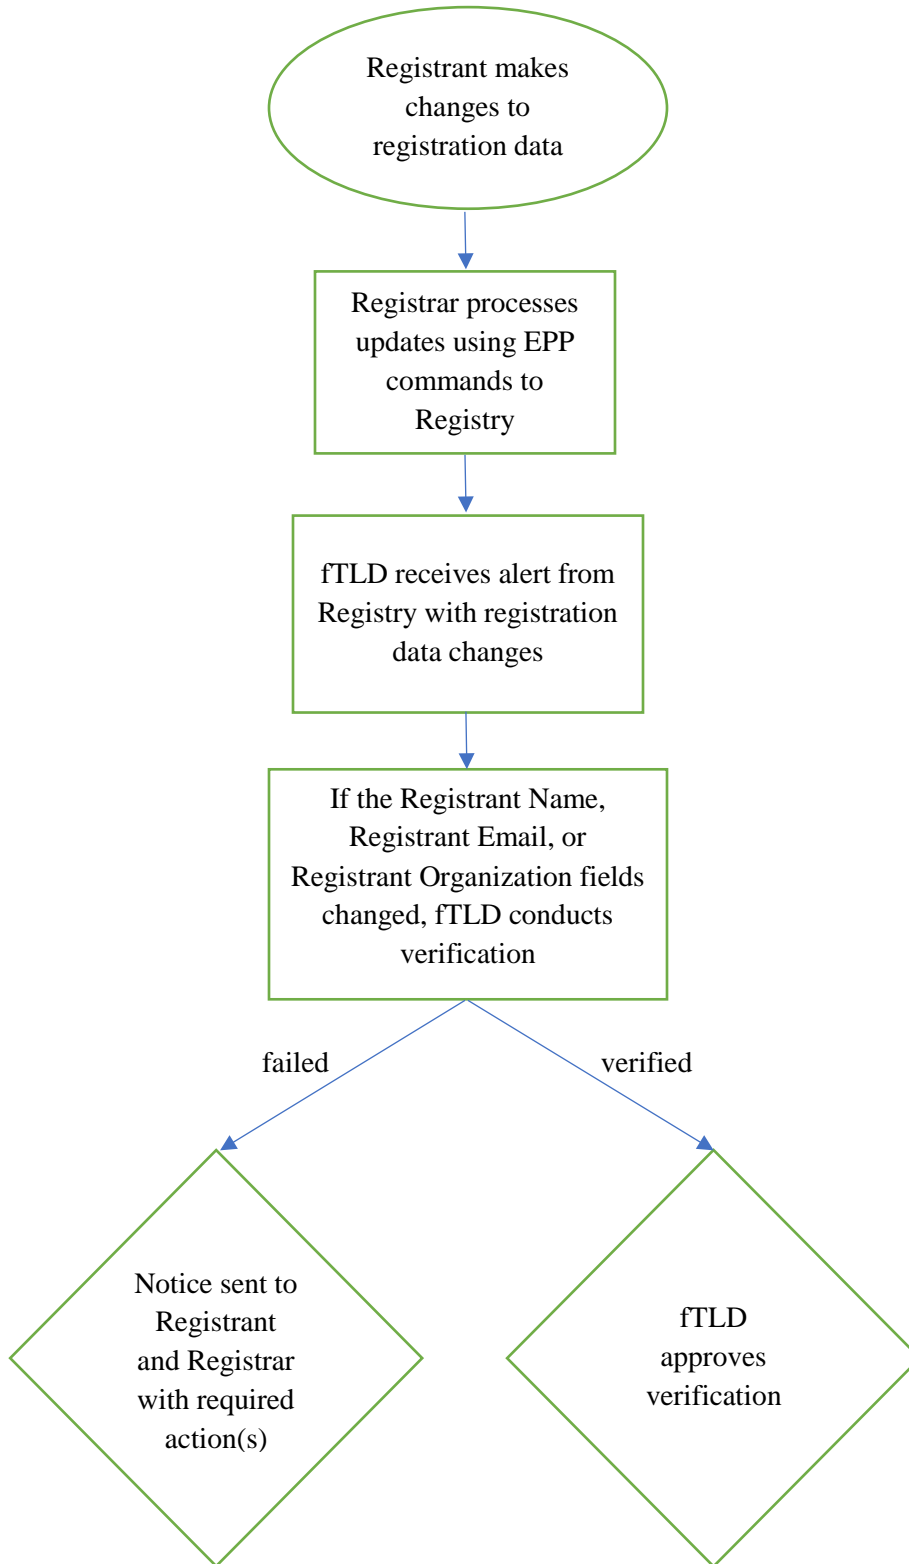 Registrant makes
changes to
registration data
Registrar processes
updates using EPP
commands to
Registry
fTLD receives alert from
Registry with registration
data changes
If the Registrant Name,
Registrant Email, or
Registrant Organization fields
changed, fTLD conducts
verification
failed
verified
Notice sent to
Registrant
and Registrar
with required
action(s)
fTLD
approves
verification